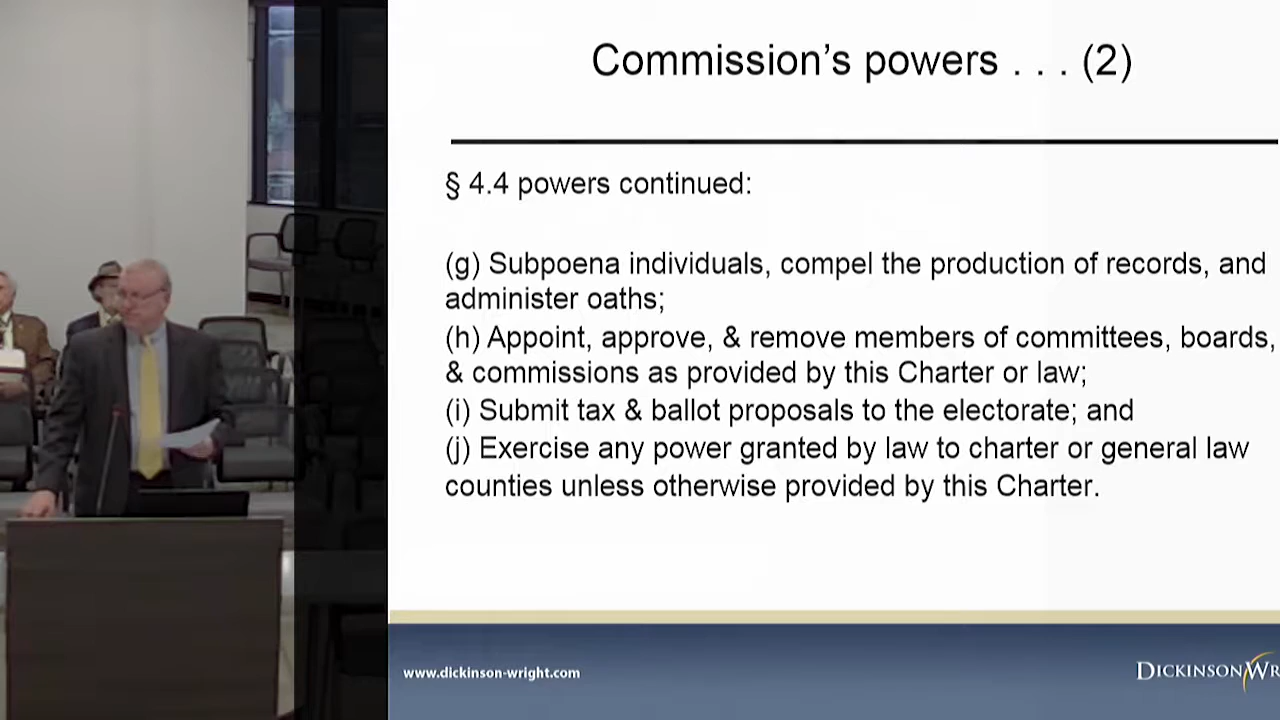 Commission’s powers . . . (2)
§ 4.4 powers continued:
(g) Subpoena individuals, compel the production of records, and
administer oaths;
(h) Appoint, approve, & remove members of committees, boards,
& commissions as provided by this Charter or law;
(i) Submit tax & ballot proposals to the electorate; and
(j) Exercise any power granted by law to charter or general law
counties unless otherwise provided by this Charter.
www.dickinson-wright.com
DICKINSONWR